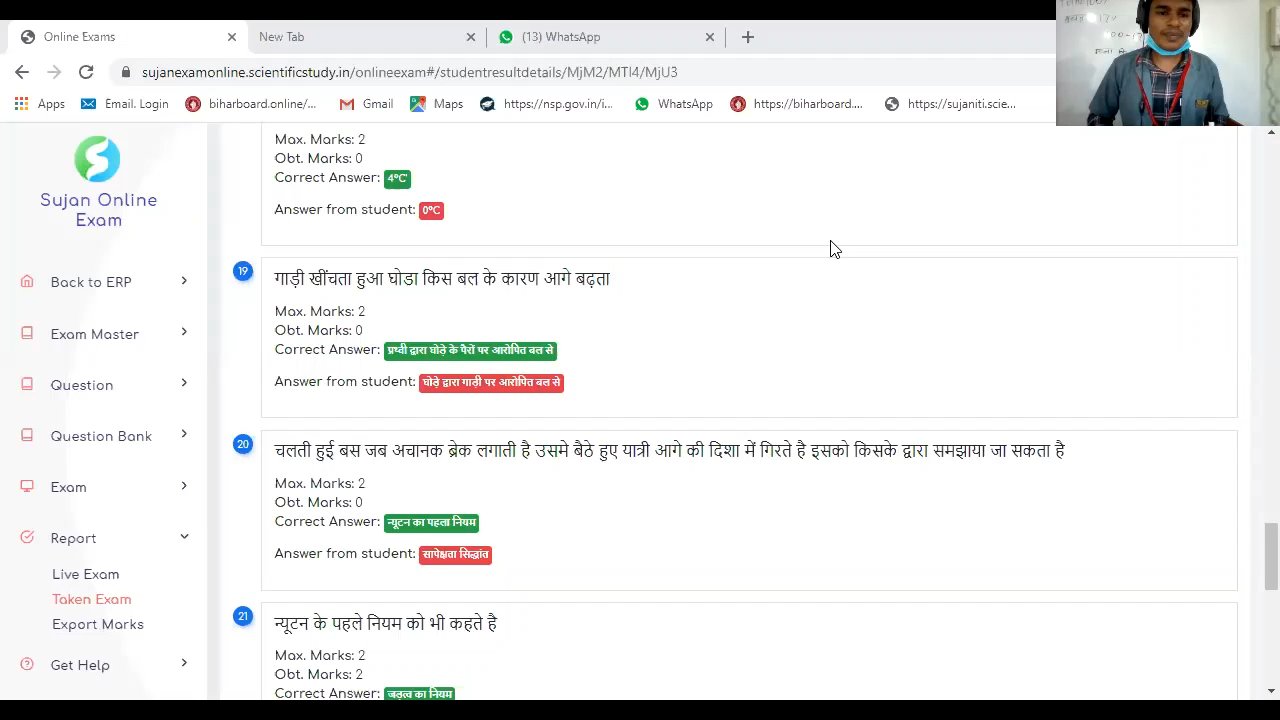 Online Exams
New Tab
(13) WhatsApp
sujanexamonline.scientificstudy.in/onlineexam#/studentresultdetails/MjM2/MTI4/MjU3
Apps
Email. Login
biharboard.online/...
Gmail
Maps
https://nsp.gov.in/i...
WhatsApp
https://biharboard....
https://sujaniti.scie...
Sujan Online
Exam
Back to ERP
Exam Master
Question
Question Bank
Exam
Report
Live Exam
Taken Exam
Export Marks
Get Help
Max. Marks: 2
Obt. Marks: 0
Correct Answer: 4°C'
Answer from student: 0°C
19
गाड़ी खींचता हुआ घोडा किस बल के कारण आगे बढ़ता
Max. Marks: 2
Obt. Marks: 0
Correct Answer: प्रथ्वी द्वारा घोड़े के पैरों पर आरोपित बल से
Answer from student: घोड़े द्वारा गाड़ी पर आरोपित बल से
20
चलती हुई बस जब अचानक ब्रेक लगाती है उसमे बैठे हुए यात्री आगे की दिशा में गिरते है इसको किसके द्वारा समझाया जा सकता है
Max. Marks: 2
Obt. Marks: 0
Correct Answer: न्यूटन का पहला नियम
Answer from student: सापेक्षता सिद्धांत
21
न्यूटन के पहले नियम को भी कहते है
Max. Marks: 2
Obt. Marks: 2
Correct Answer: जड़त्व का नियम